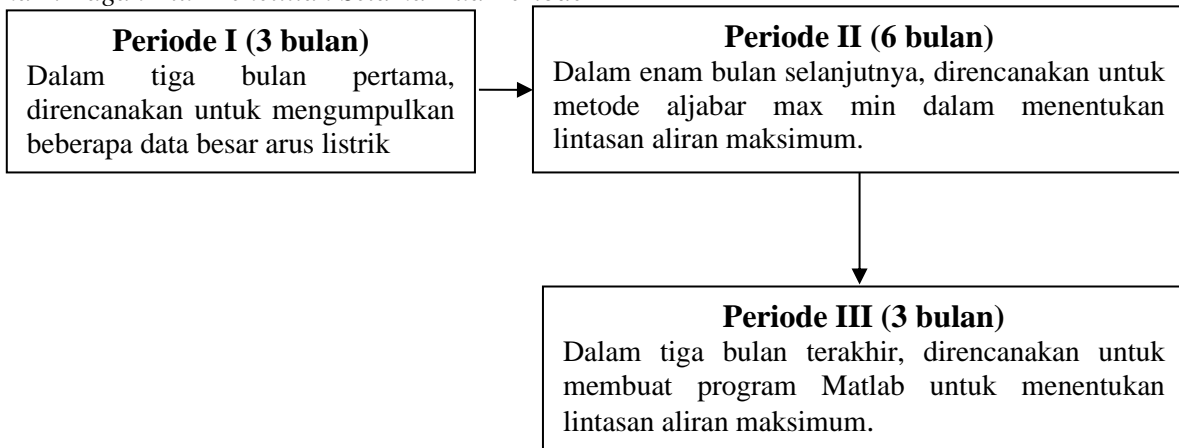 Periode I (3 bulan)
Dalam tiga bulan pertama,
direncanakan untuk mengumpulkan
beberapa data besar arus listrik
Periode II (6 bulan)
Dalam enam bulan selanjutnya, direncanakan untuk
metode aljabar max min dalam menentukan
lintasan aliran maksimum.
Periode III (3 bulan)
Dalam tiga bulan terakhir, direncanakan untuk
membuat program Matlab untuk menentukan
lintasan aliran maksimum.